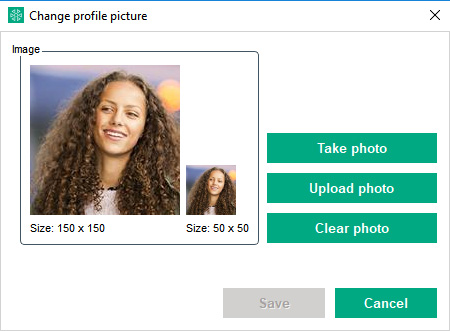 Change profile picture
Image
Size: 150 x 150
Size: 50 x 50
Take photo
Upload photo
Clear photo
Save
Cancel